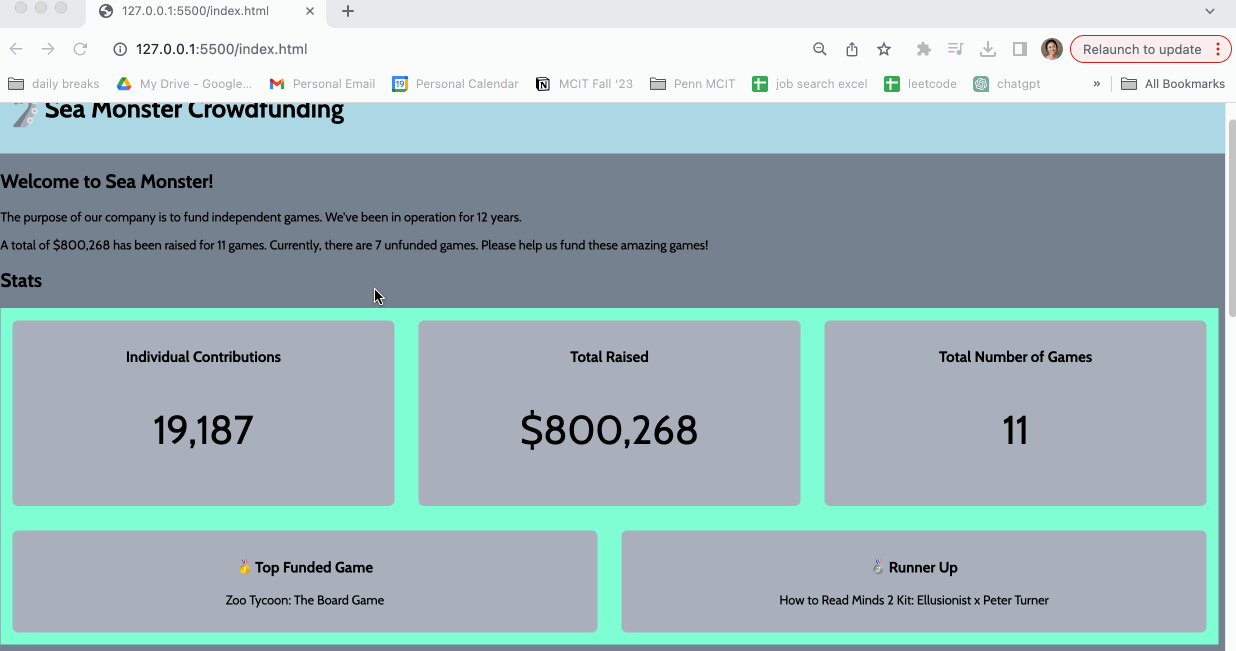 127.0.0.1:5500/index.html
127.0.0.1:5500/index.html
Relaunch to update
daily breaks
My Drive - Google...
Personal Email
19
Personal Calendar
MCIT Fall '23
Penn MCIT
job search excel
leetcode
chatgpt
»
All Bookmarks
Sea Monster Crowdfunding
Welcome to Sea Monster!
The purpose of our company is to fund independent games. We've been in operation for 12 years.
A total of $800,268 has been raised for 11 games. Currently, there are 7 unfunded games. Please help us fund these amazing games!
Stats
Individual Contributions
19,187
Total Raised
$800,268
Total Number of Games
11
🥇 Top Funded Game
Zoo Tycoon: The Board Game
🥈 Runner Up
How to Read Minds 2 Kit: Ellusionist x Peter Turner